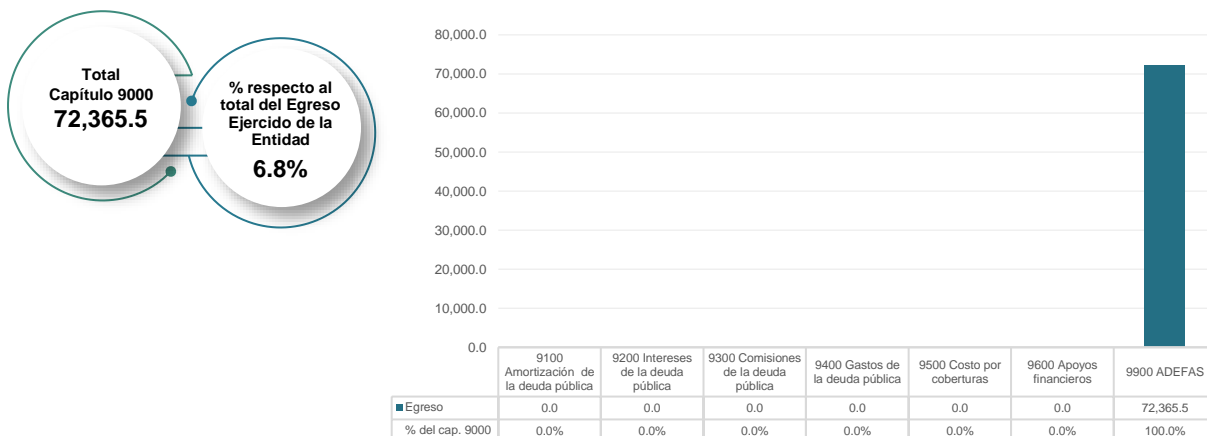 Total
Capítulo 9000
72,365.5
% respecto al
total del Egreso
Ejercido de la
Entidad
6.8%
80,000.0
70,000.0
60,000.0
50,000.0
40,000.0
30,000.0
20,000.0
10,000.0
0.0
9100
Amortización de
la deuda pública
9200 Intereses
de la deuda
pública
9300 Comisiones
de la deuda
pública
9400 Gastos de
la deuda pública
9500 Costo por
coberturas
9600 Apoyos
financieros
9900 ADEFAS
Egreso 0.0 0.0 0.0 0.0 0.0 0.0 72,365.5
% del cap. 9000 0.0% 0.0% 0.0% 0.0% 0.0% 0.0% 100.0%